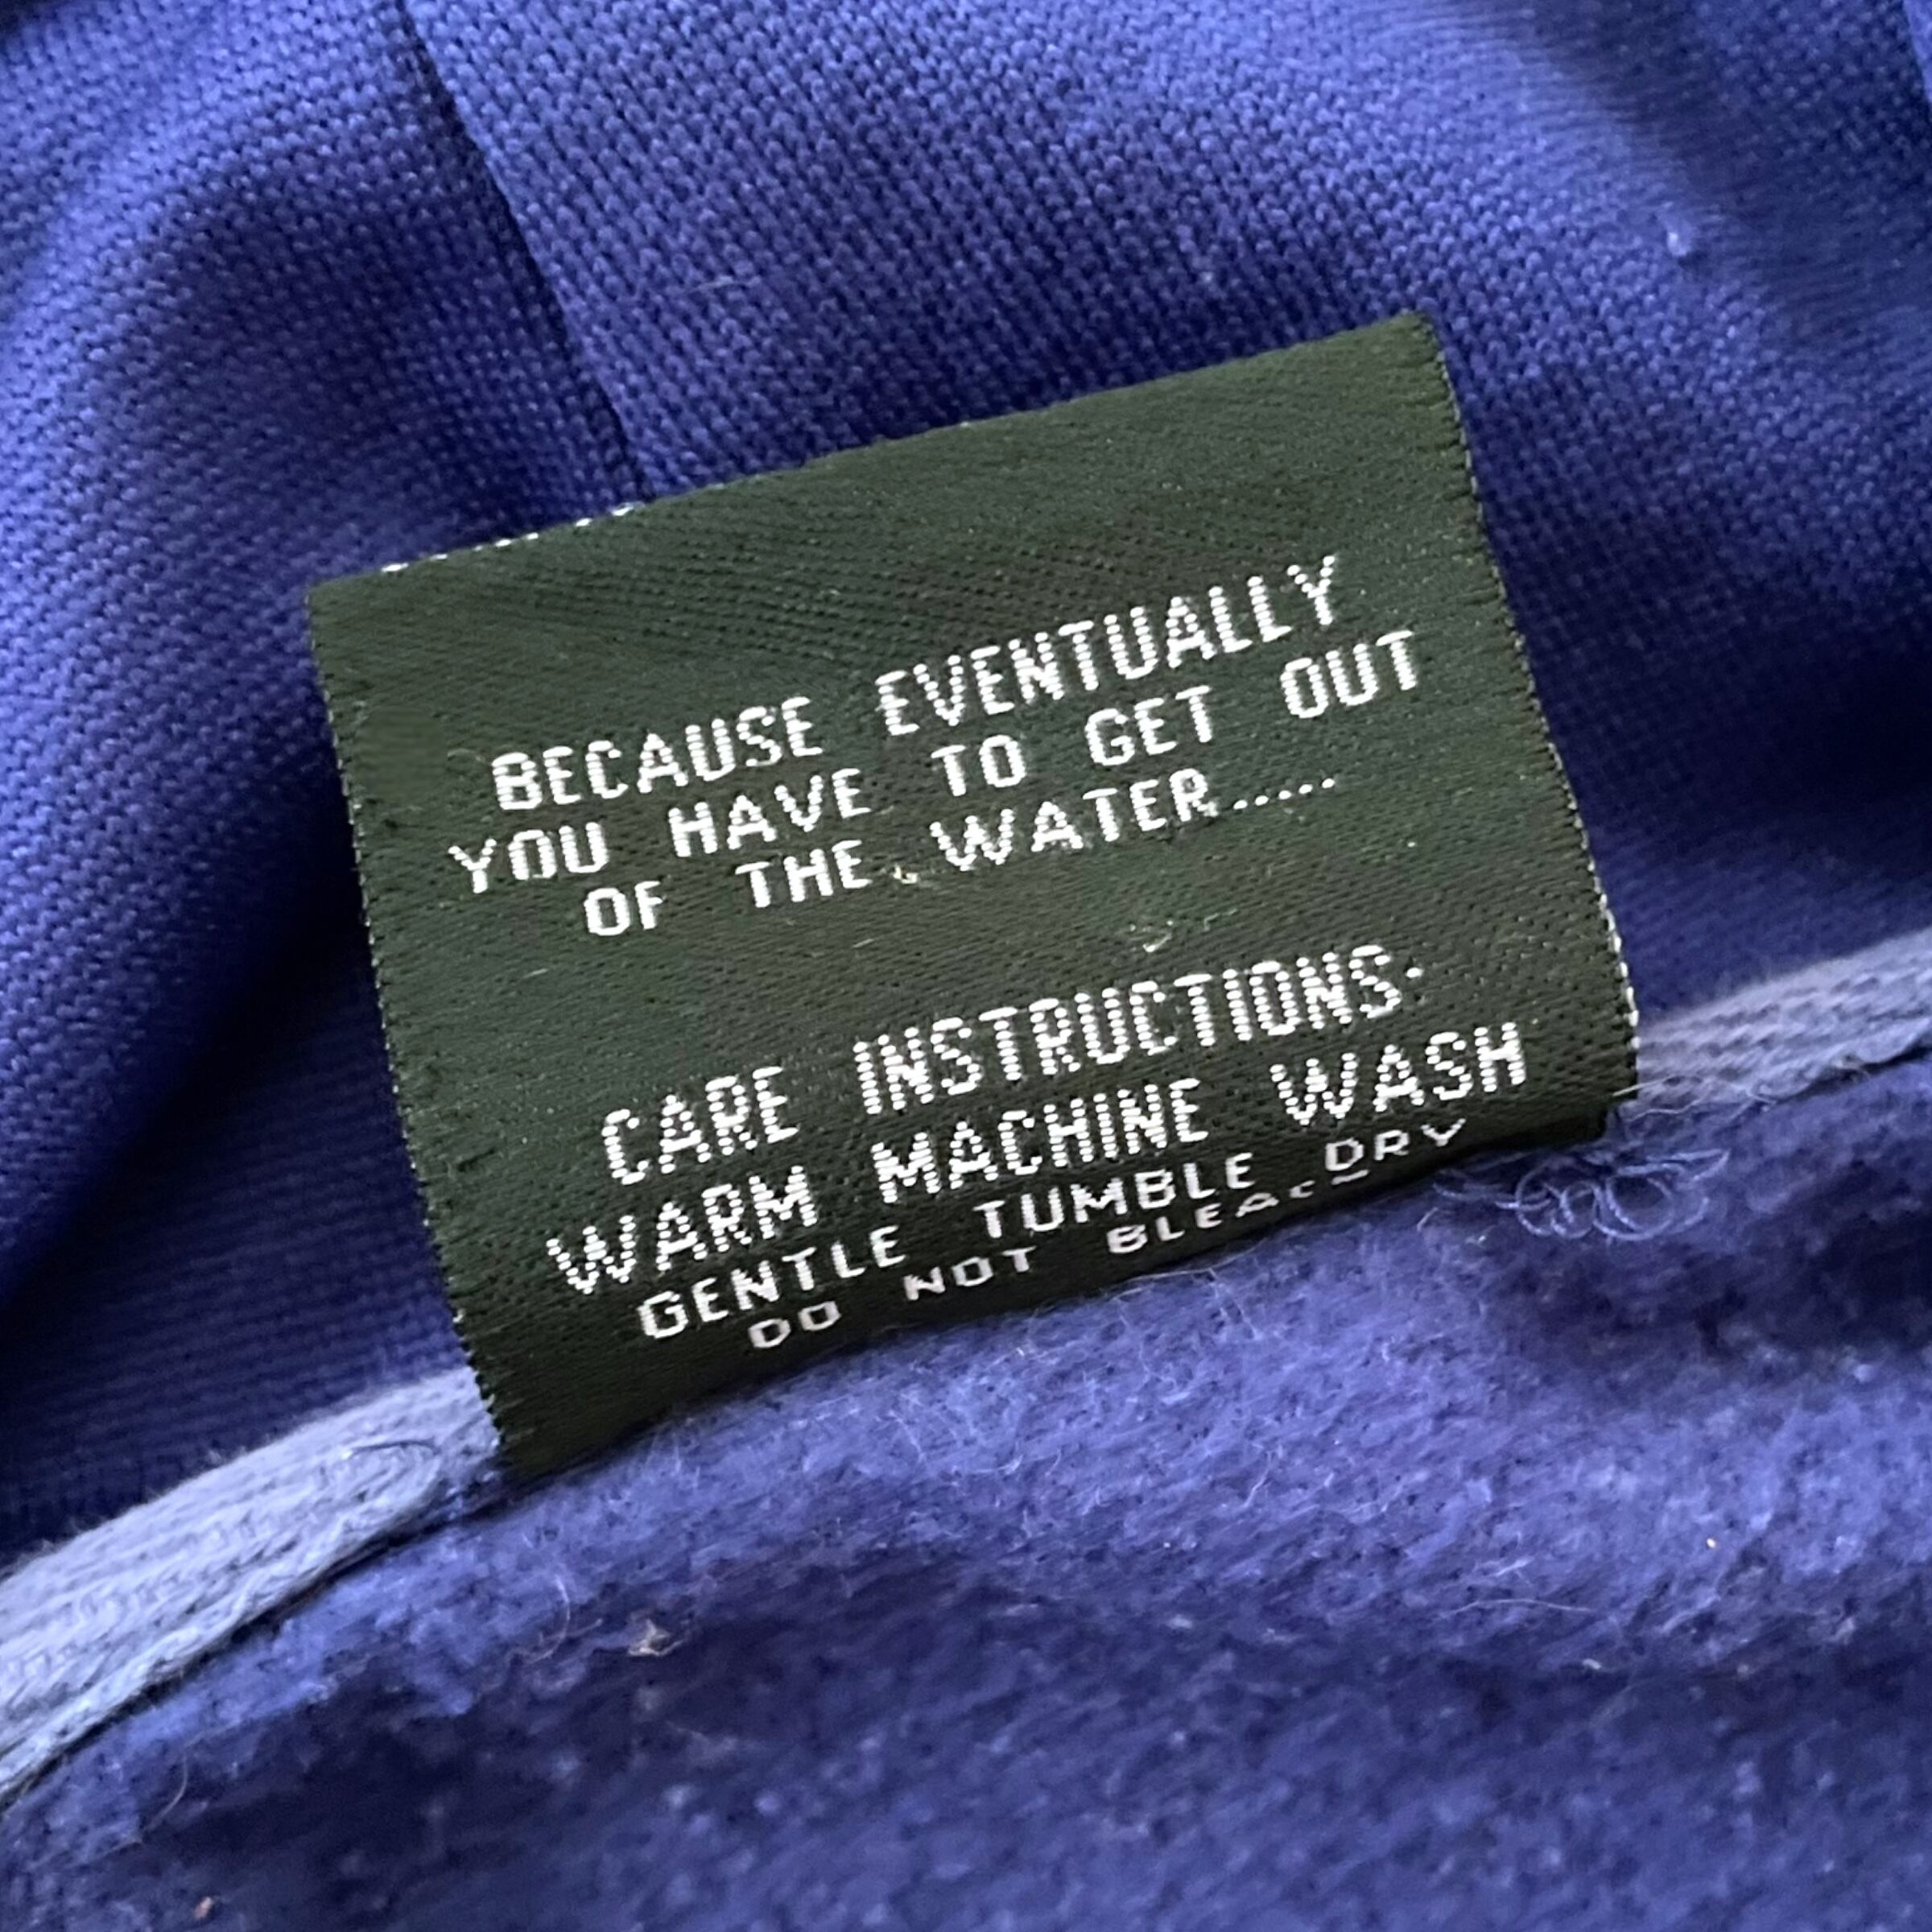 BECAUSE EVENTUALLY
YOU HAVE TO GET OUT
OF THE WATER.....
CARE INSTRUCTIONS·
WARM MACHINE WASH
GENTLE TUMBLE DRY
DO NOT